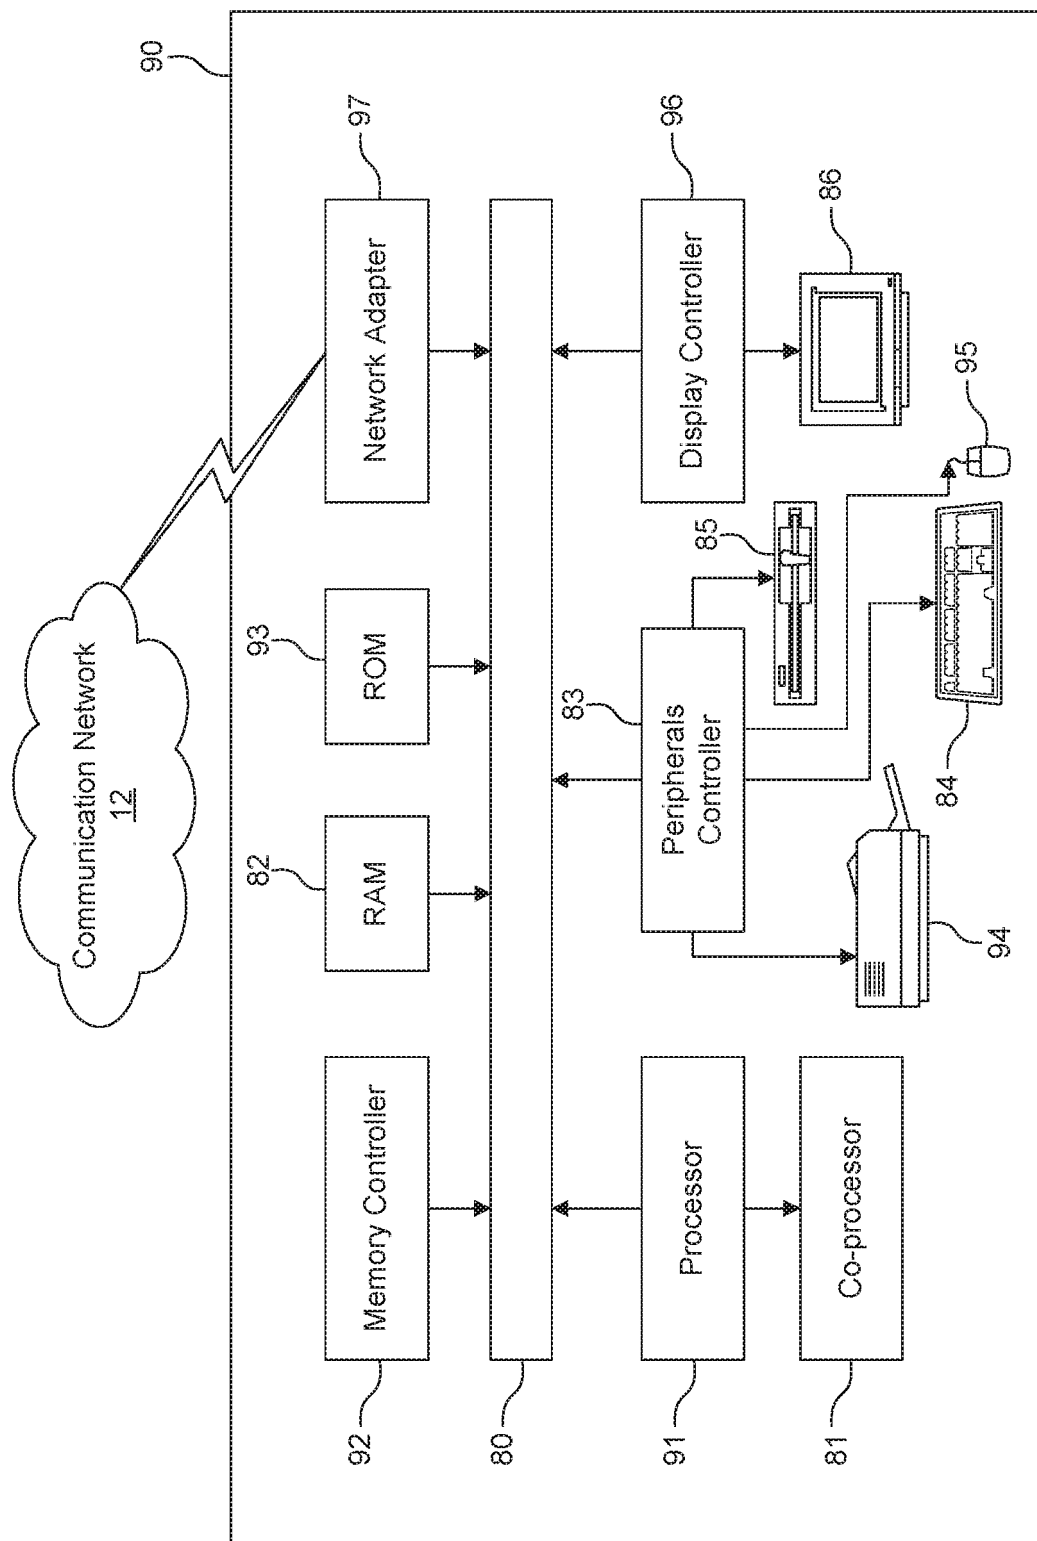 Communication Network
12
90
92
Memory Controller
82
RAM
93
ROM
97
Network Adapter
80
91
Processor
83
Peripherals
Controller
85
96
Display Controller
86
81
Co-processor
94
84
95